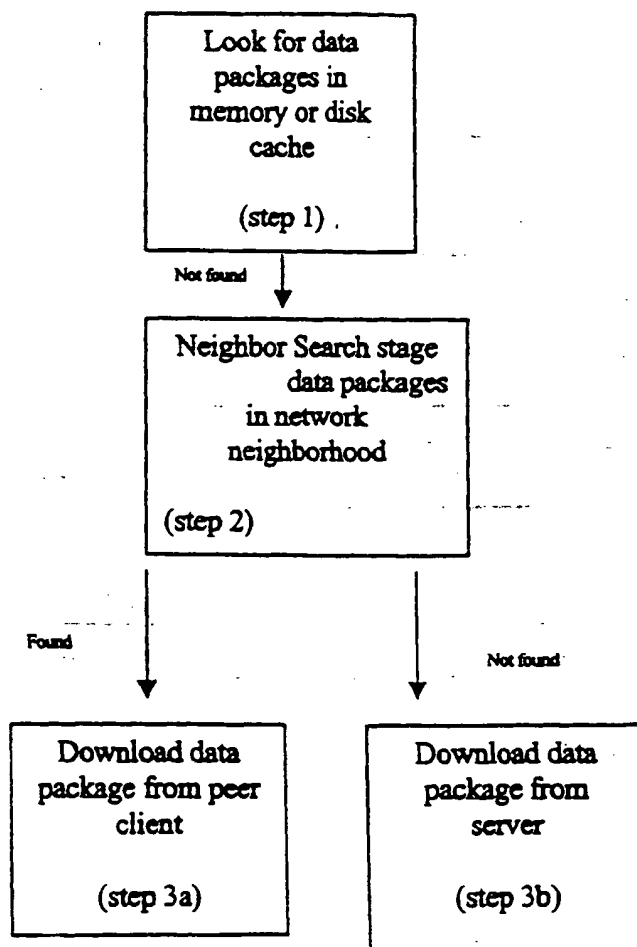 Look for data
packages in
memory or disk
cache
(step 1)
Not found
Neighbor Search stage
data packages
in network
neighborhood
(step 2)
Found
Not found
Download data
package from peer
client
(step 3a)
Download data
package from
server
(step 3b)